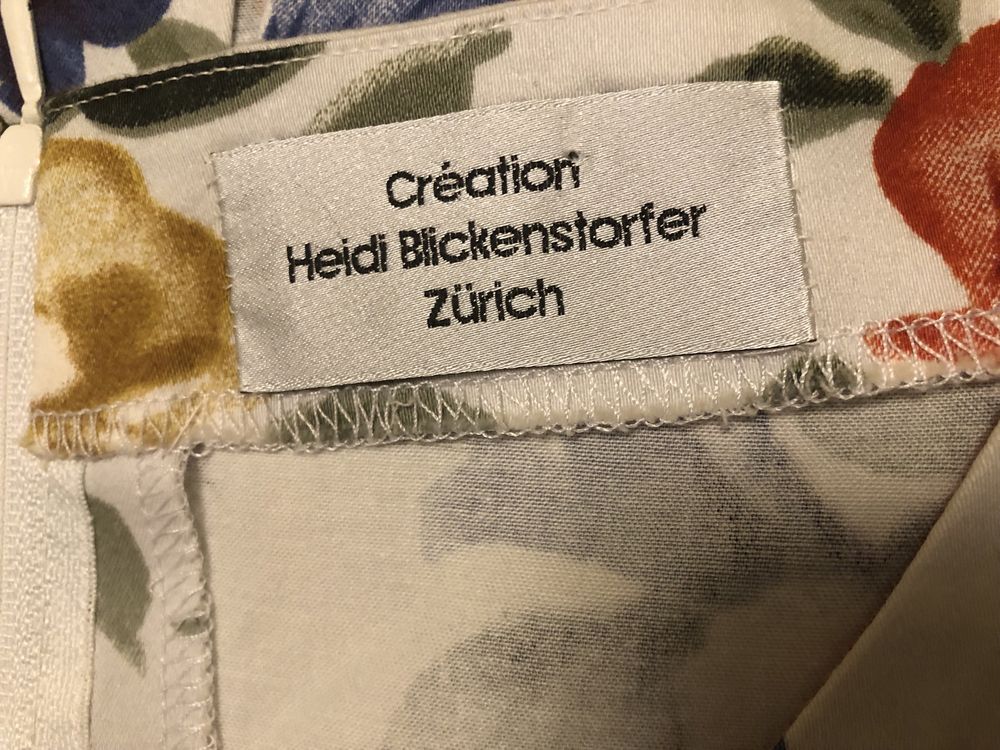 Création
Heidi Blickenstorfer
Zürich